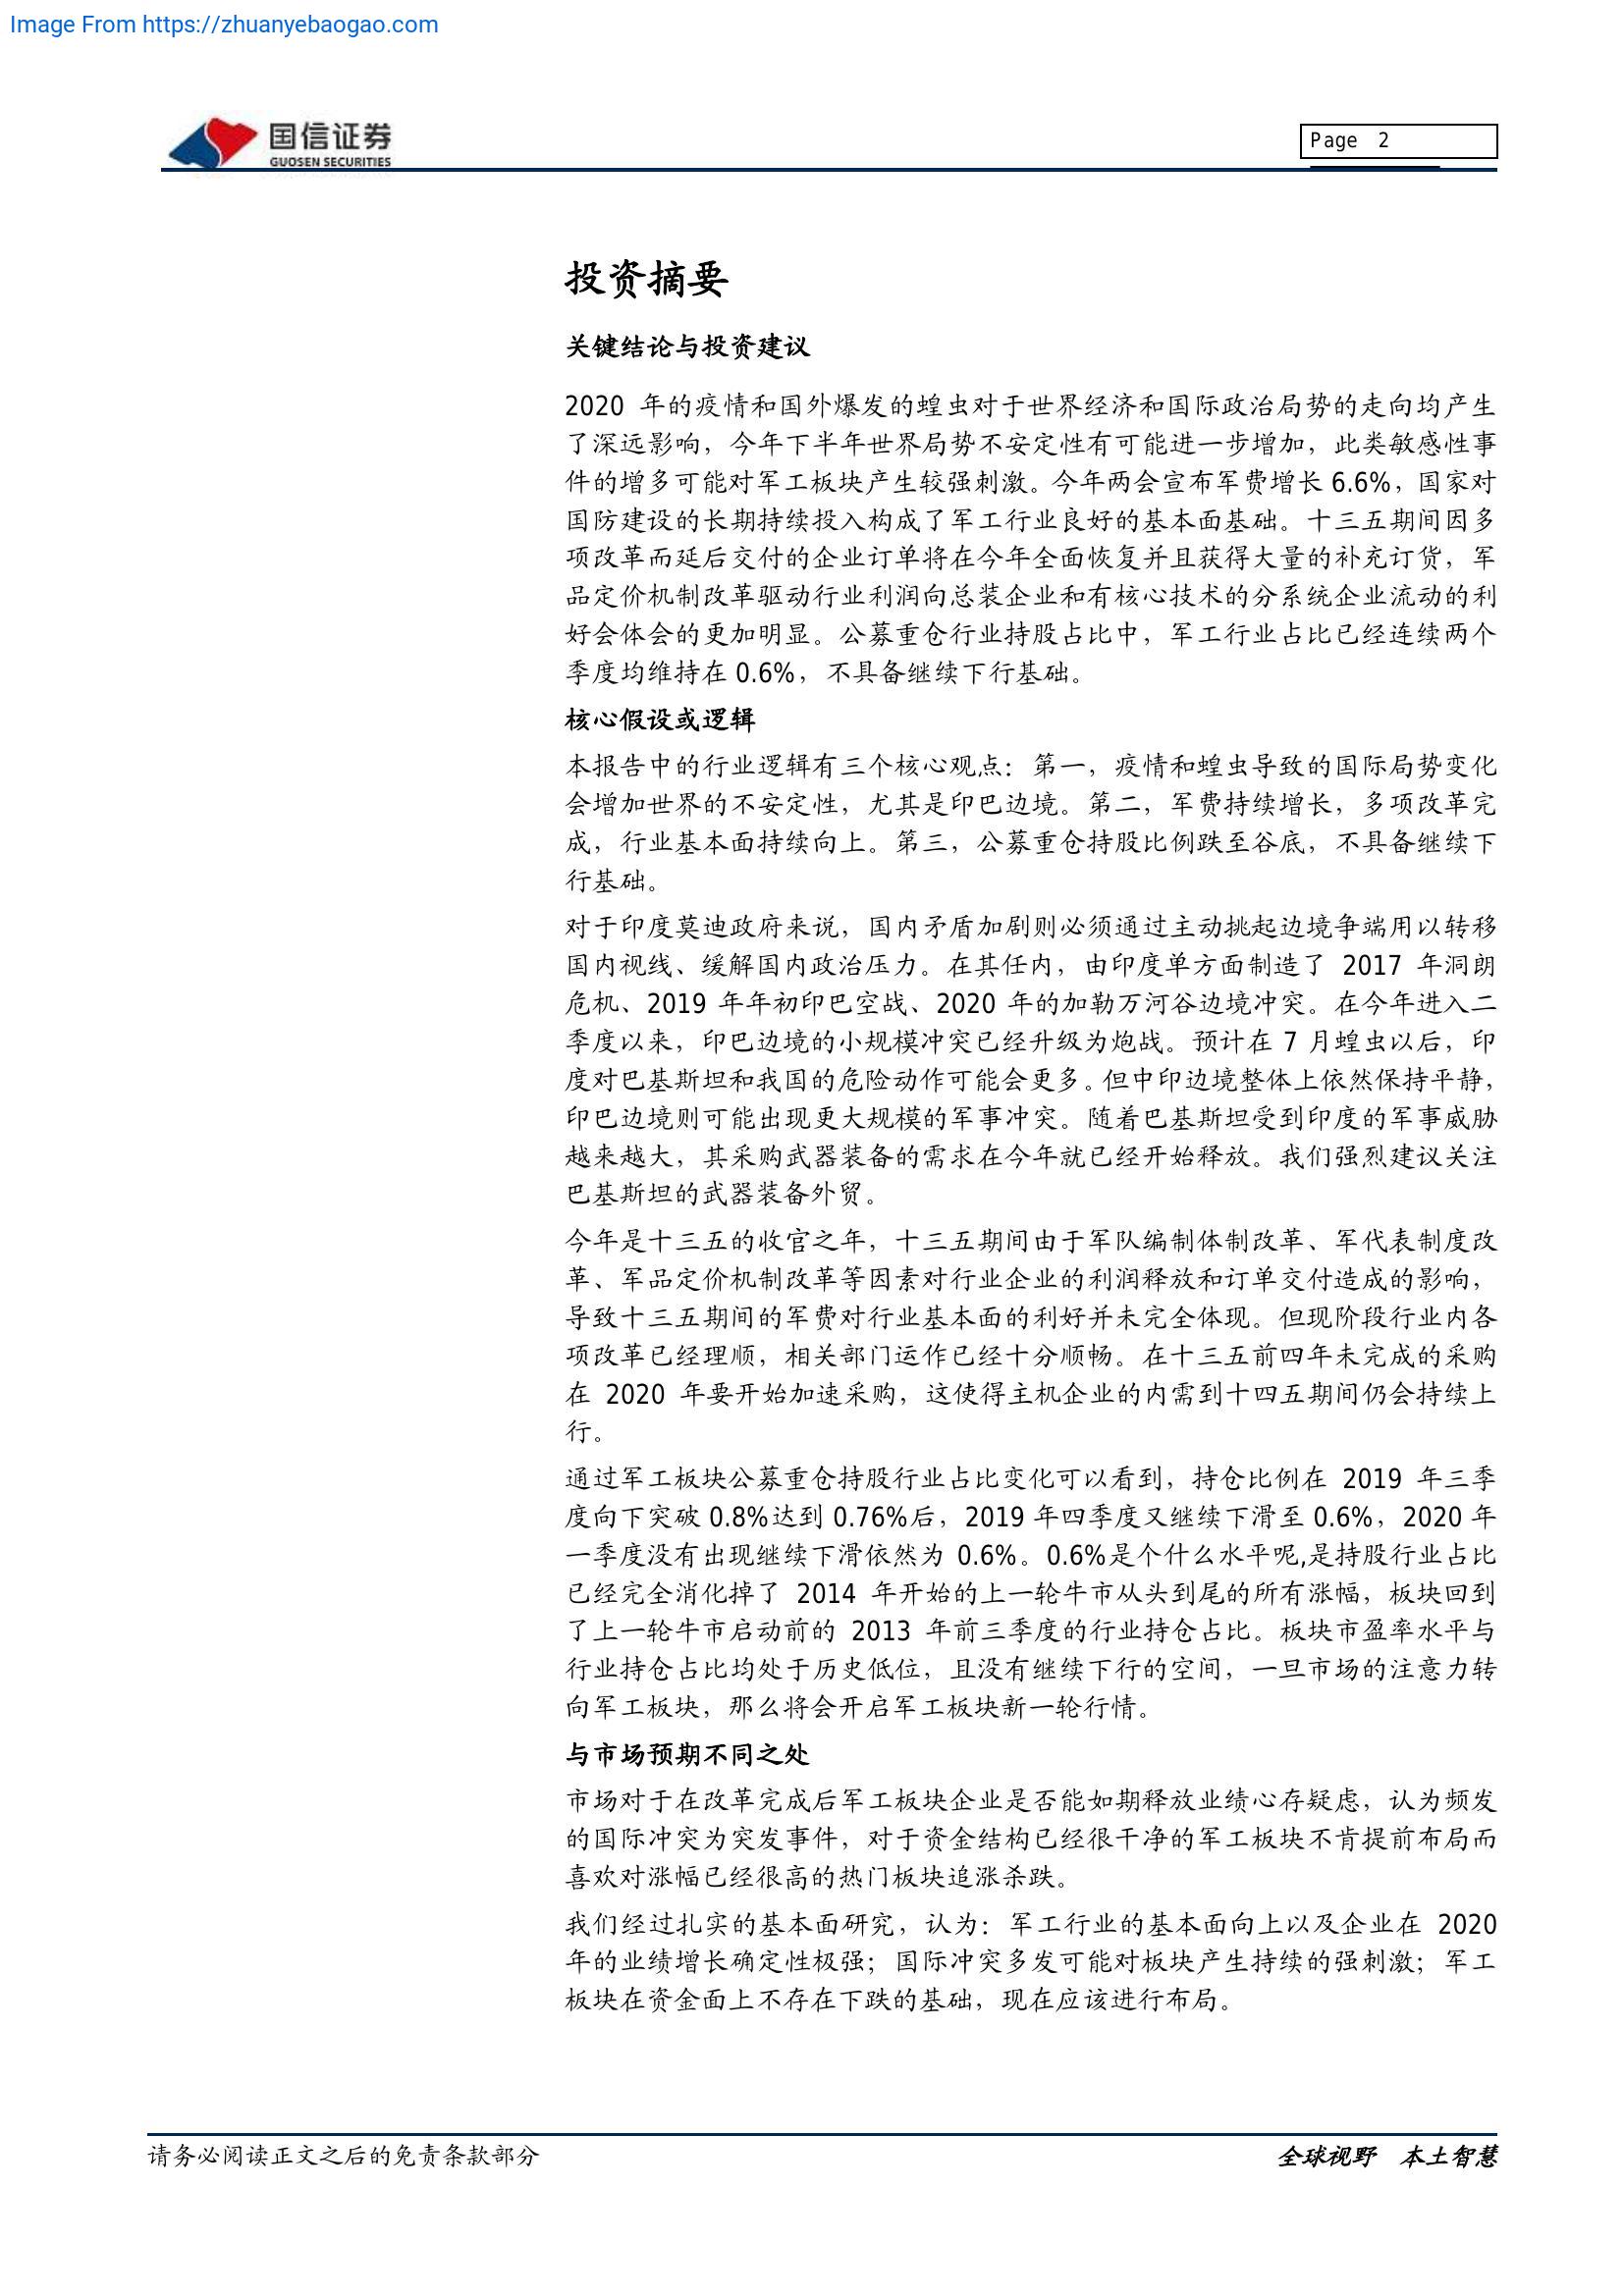 Image From https://zhuanyebaogao.com
国信证券
GUOSEN SECURITIES
Page 2
投资摘要
关键结论与投资建议
2020 年的疫情和国外爆发的蝗虫对于世界经济和国际政治局势的走向均产生
了深远影响，今年下半年世界局势不安定性有可能进一步增加，此类敏感性事
件的增多可能对军工板块产生较强刺激。今年两会宣布军费增长 6.6%，国家对
国防建设的长期持续投入构成了军工行业良好的基本面基础。十三五期间因多
项改革而延后交付的企业订单将在今年全面恢复并且获得大量的补充订货，军
品定价机制改革驱动行业利润向总装企业和有核心技术的分系统企业流动的利
好会体会的更加明显。公募重仓行业持股占比中，军工行业占比已经连续两个
季度均维持在 0.6%，不具备继续下行基础。
核心假设或逻辑
本报告中的行业逻辑有三个核心观点：第一，疫情和蝗虫导致的国际局势变化
会增加世界的不安定性，尤其是印巴边境。第二，军费持续增长，多项改革完
成，行业基本面持续向上。第三，公募重仓持股比例跌至谷底，不具备继续下
行基础。
对于印度莫迪政府来说，国内矛盾加剧则必须通过主动挑起边境争端用以转移
国内视线、缓解国内政治压力。在其任内，由印度单方面制造了 2017 年洞朗
危机、2019 年年初印巴空战、2020 年的加勒万河谷边境冲突。在今年进入二
季度以来，印巴边境的小规模冲突已经升级为炮战。预计在 7 月蝗虫以后，印
度对巴基斯坦和我国的危险动作可能会更多。但中印边境整体上依然保持平静，
印巴边境则可能出现更大规模的军事冲突。随着巴基斯坦受到印度的军事威胁
越来越大，其采购武器装备的需求在今年就已经开始释放。我们强烈建议关注
巴基斯坦的武器装备外贸。
今年是十三五的收官之年，十三五期间由于军队编制体制改革、军代表制度改
革、军品定价机制改革等因素对行业企业的利润释放和订单交付造成的影响，
导致十三五期间的军费对行业基本面的利好并未完全体现。但现阶段行业内各
项改革已经理顺，相关部门运作已经十分顺畅。在十三五前四年未完成的采购
在 2020 年要开始加速采购，这使得主机企业的内需到十四五期间仍会持续上
行。
通过军工板块公募重仓持股行业占比变化可以看到，持仓比例在 2019 年三季
度向下突破 0.8%达到 0.76%后，2019 年四季度又继续下滑至 0.6%，2020 年
一季度没有出现继续下滑依然为 0.6%。0.6%是个什么水平呢,是持股行业占比
已经完全消化掉了 2014 年开始的上一轮牛市从头到尾的所有涨幅，板块回到
了上一轮牛市启动前的 2013 年前三季度的行业持仓占比。板块市盈率水平与
行业持仓占比均处于历史低位，且没有继续下行的空间，一旦市场的注意力转
向军工板块，那么将会开启军工板块新一轮行情。
与市场预期不同之处
市场对于在改革完成后军工板块企业是否能如期释放业绩心存疑虑，认为频发
的国际冲突为突发事件，对于资金结构已经很干净的军工板块不肯提前布局而
喜欢对涨幅已经很高的热门板块追涨杀跌。
我们经过扎实的基本面研究，认为：军工行业的基本面向上以及企业在 2020
年的业绩增长确定性极强；国际冲突多发可能对板块产生持续的强刺激；军工
板块在资金面上不存在下跌的基础，现在应该进行布局。
请务必阅读正文之后的免责条款部分
全球视野 本土智慧